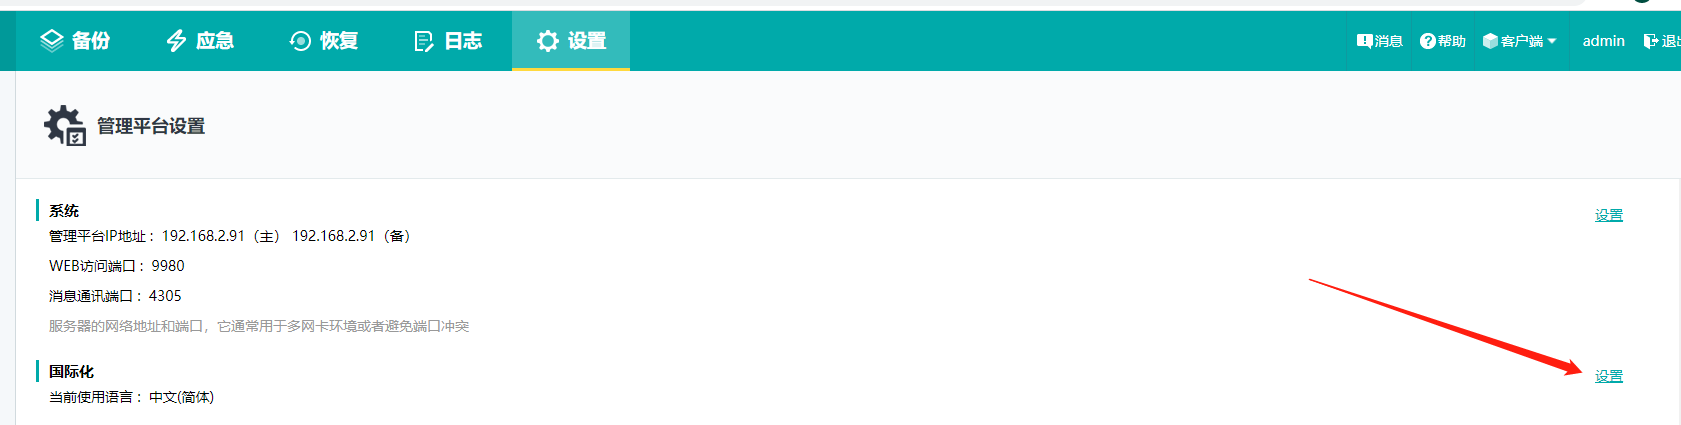 备份 应急 恢复 日志 设置 消息 帮助 客户端 admin
管理平台设置
系统 设置
管理平台IP地址：192.168.2.91（主） 192.168.2.91（备）
WEB访问端口：9980
消息通讯端口：4305
服务器的网络地址和端口，它通常用于多网卡环境或者避免端口冲突
国际化 设置
当前使用语言：中文(简体)